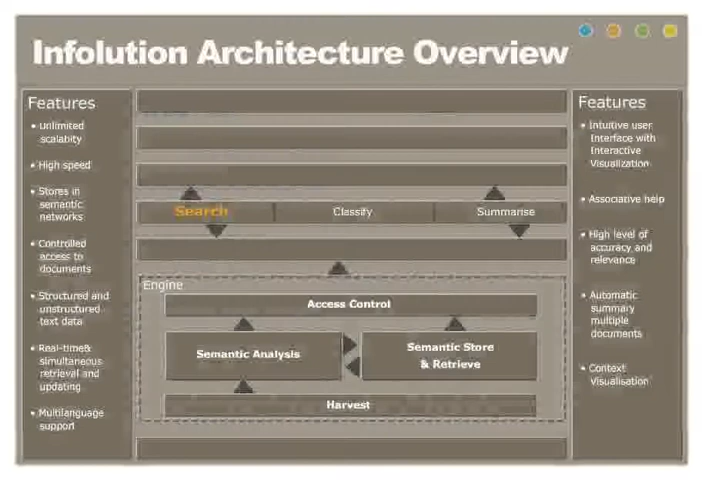 Infolution Architecture Overview
Features
• Unlimited
scalabity
• High speed
• Stores in
semantic
networks
• Controlled
access to
documents
• Structured and
unstructured
text data
• Real-time&
simultaneous
retrieval and
updating
• Multilanguage
support
Search
Classify
Summarise
Engine
Access Control
Semantic Analysis
Semantic Store
& Retrieve
Harvest
Features
• Intuitive user
Interface with
Interactive
Visualization
• Associative help
• High level of
accuracy and
relevance
• Automatic
summary
multiple
documents
• Context
Visualisation